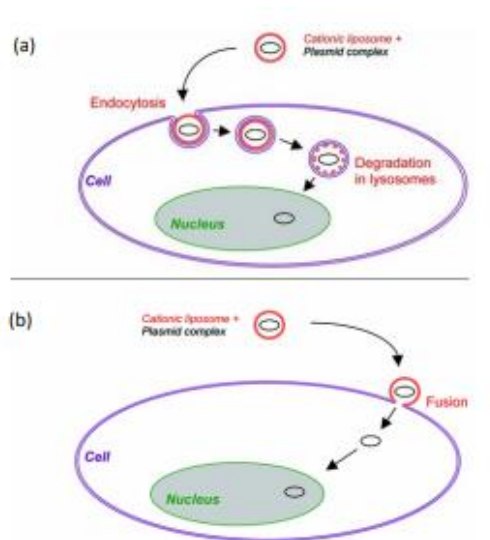 (a)
Cationic liposome +
Plasmid complex
Endocytosis
Degradation
in lysosomes
Cell
Nucleus
(b)
Cationic liposome +
Plasmid complex
Fusion
Cell
Nucleus